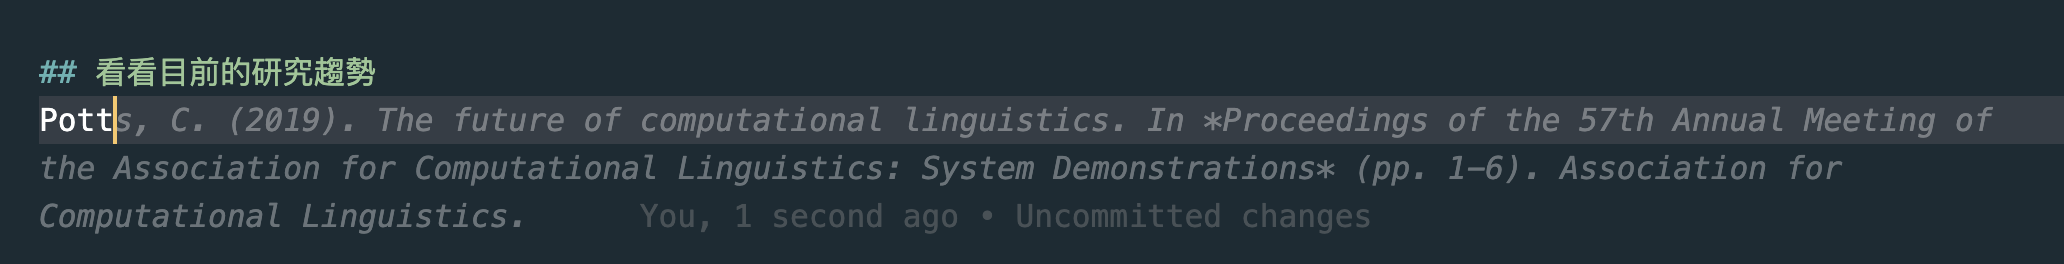 ## 看看目前的研究趨勢
Potts, C. (2019). The future of computational linguistics. In *Proceedings of the 57th Annual Meeting of
the Association for Computational Linguistics: System Demonstrations* (pp. 1-6). Association for
Computational Linguistics. You, 1 second ago • Uncommitted changes